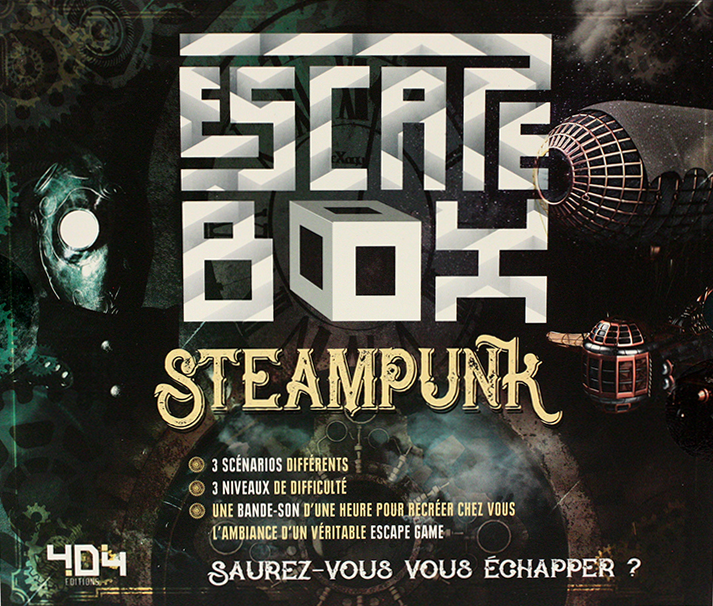 ESCAPE
BOX
STEAMPUNK
3 SCÉNARIOS DIFFÉRENTS
3 NIVEAUX DE DIFFICULTÉ
UNE BANDE-SON D'UNE HEURE POUR RECRÉER CHEZ VOUS
L'AMBIANCE D'UN VÉRITABLE ESCAPE GAME
404
ÉDITIONS
SAUREZ-VOUS VOUS ÉCHAPPER ?